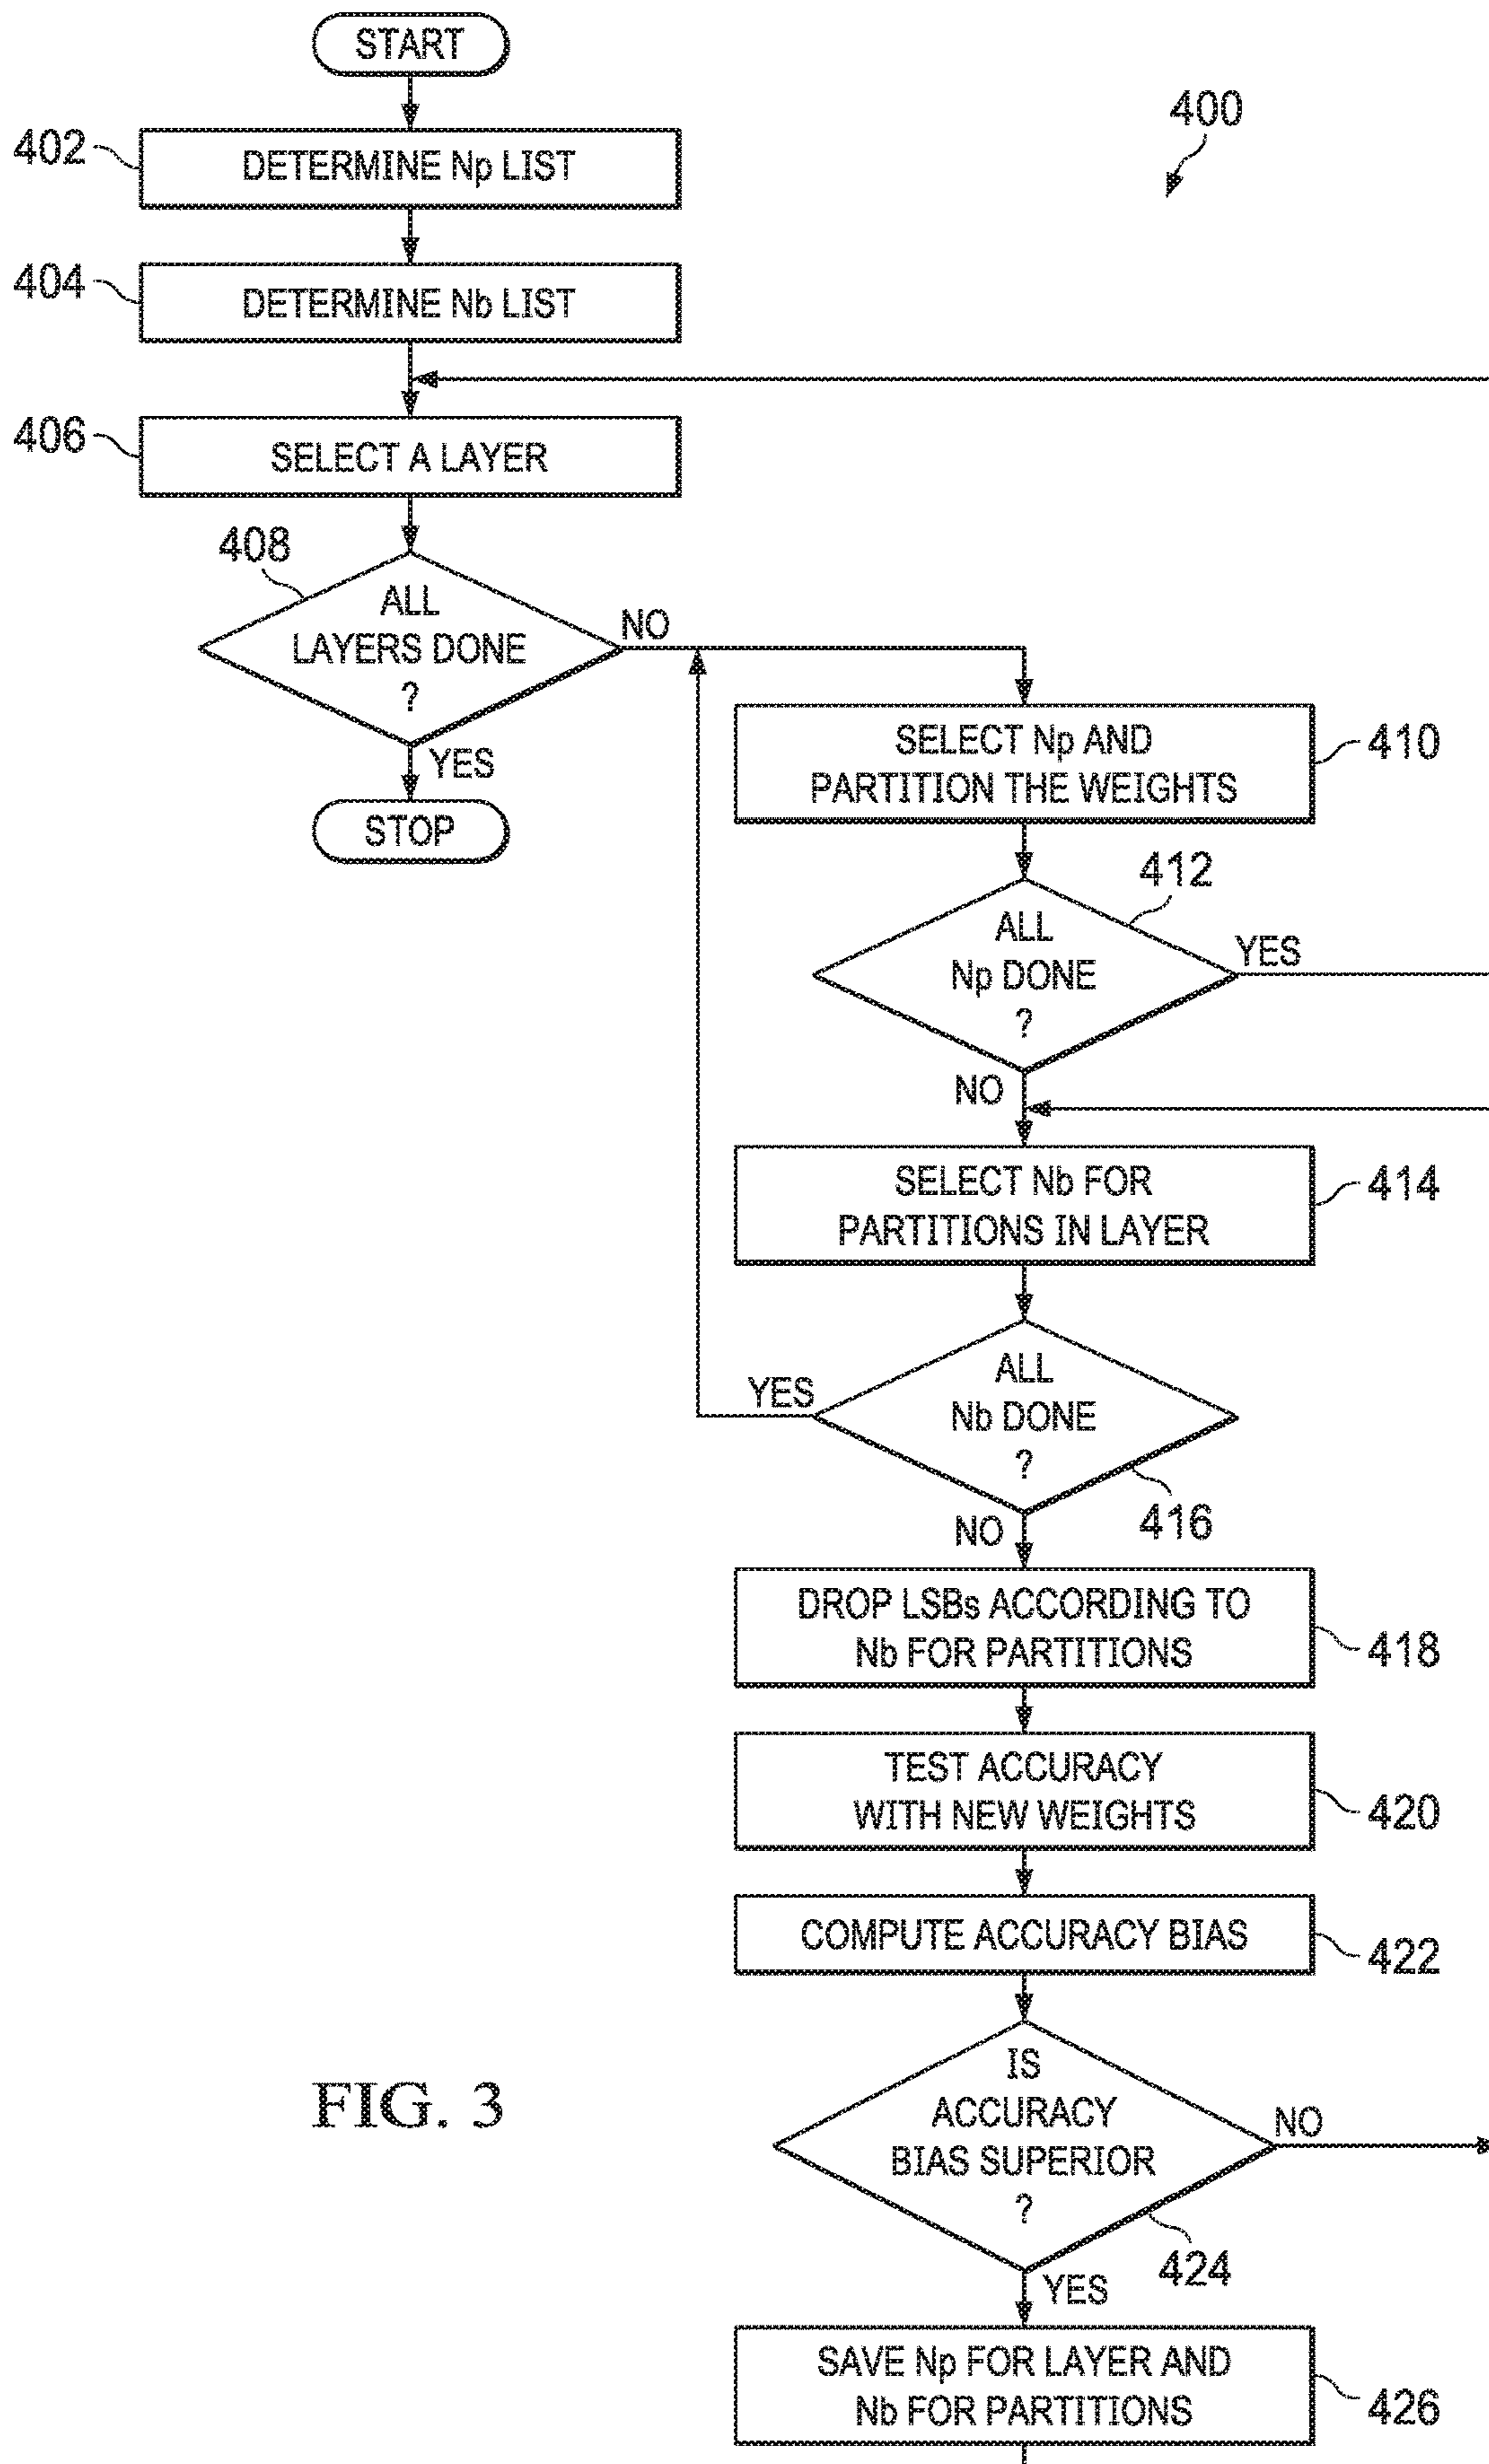 START
400
402
DETERMINE Np LIST
404
DETERMINE Nb LIST
406
SELECT A LAYER
408
ALL
LAYERS DONE
?
NO
YES
STOP
SELECT Np AND
PARTITION THE WEIGHTS
410
412
ALL
Np DONE
?
YES
NO
SELECT Nb FOR
PARTITIONS IN LAYER
414
ALL
Nb DONE
?
YES
416
NO
DROP LSBs ACCORDING TO
Nb FOR PARTITIONS
418
TEST ACCURACY
WITH NEW WEIGHTS
420
COMPUTE ACCURACY BIAS
422
IS
ACCURACY
BIAS SUPERIOR
?
NO
424
YES
SAVE Np FOR LAYER AND
Nb FOR PARTITIONS
426
FIG. 3